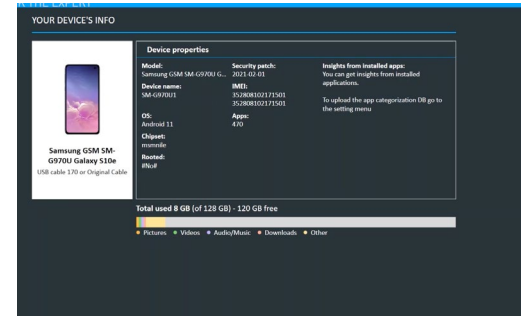 R THE EXPERT
YOUR DEVICE'S INFO
Samsung GSM SM-
G970U Galaxy S10e
USB cable 170 or Original Cable
Device properties
Model:
Samsung GSM SM-G970U G...
Device name:
SM-G970U1
OS:
Android 11
Chipset:
msmnile
Rooted:
#No#
Security patch:
2021-02-01
IMEI:
352808102171501
352808102171501
Apps:
470
Insights from installed apps:
You can get insights from installed
applications.
To upload the app categorization DB go to
the setting menu
Total used 8 GB (of 128 GB) - 120 GB free
Pictures
Videos
Audio/Music
Downloads
Other